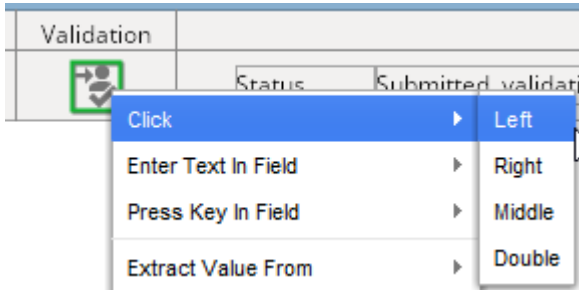 Validation
Status Submitted validati
Click Left
Enter Text In Field Right
Press Key In Field Middle
Extract Value From Double